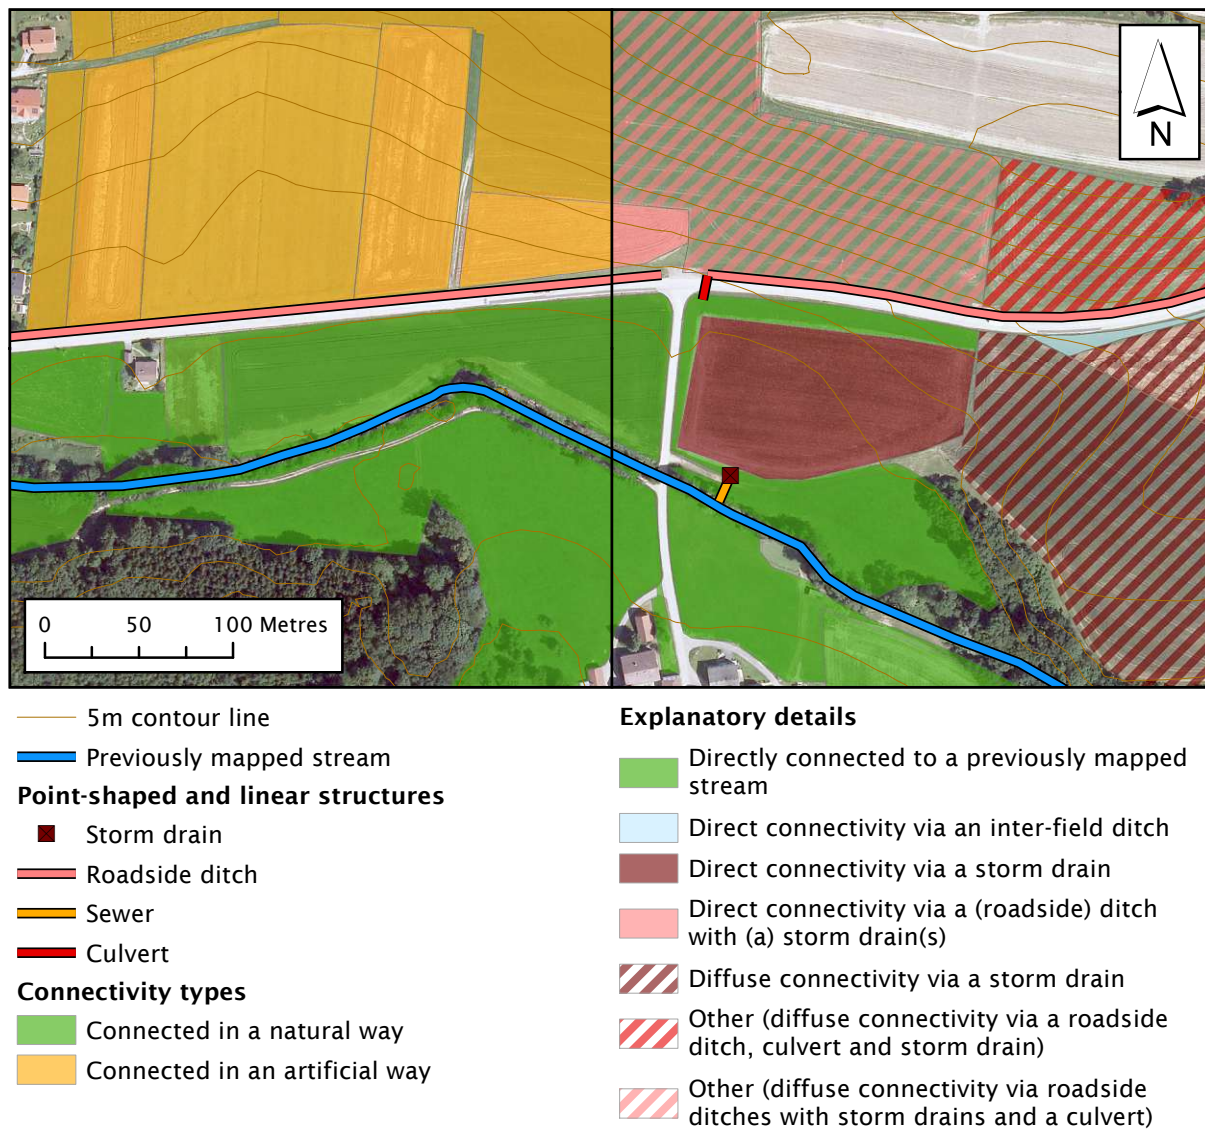 N
0 50 100 Metres
5m contour line
Previously mapped stream
Point-shaped and linear structures
Storm drain
Roadside ditch
Sewer
Culvert
Connectivity types
Connected in a natural way
Connected in an artificial way
Explanatory details
Directly connected to a previously mapped
stream
Direct connectivity via an inter-field ditch
Direct connectivity via a storm drain
Direct connectivity via a (roadside) ditch
with (a) storm drain(s)
Diffuse connectivity via a storm drain
Other (diffuse connectivity via a roadside
ditch, culvert and storm drain)
Other (diffuse connectivity via roadside
ditches with storm drains and a culvert)